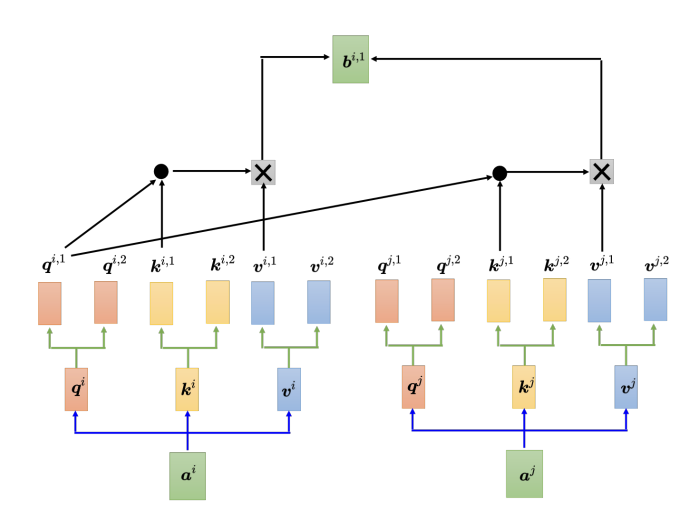 b^{i,1}
q^{i,1} q^{i,2} k^{i,1} k^{i,2} v^{i,1} v^{i,2} q^{j,1} q^{j,2} k^{j,1} k^{j,2} v^{j,1} v^{j,2}
q^i k^i v^i q^j k^j v^j
a^i a^j